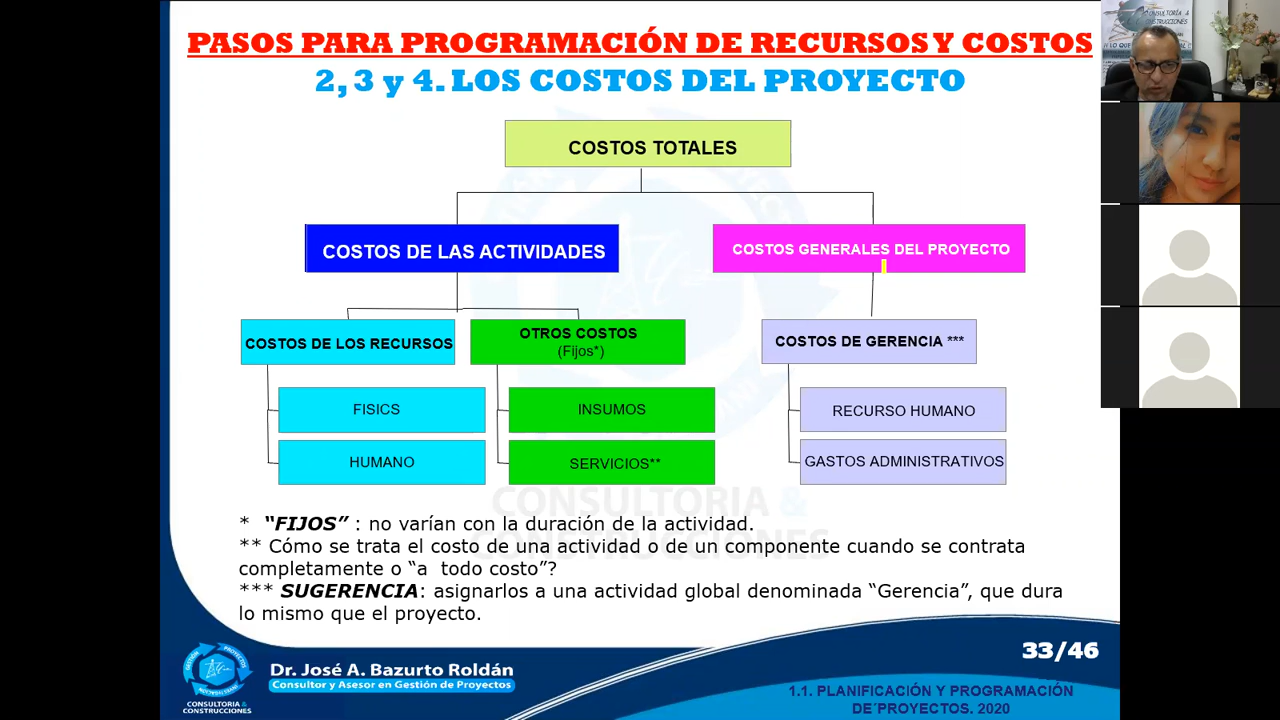 PASOS PARA PROGRAMACIÓN DE RECURSOS Y COSTOS
2, 3 y 4. LOS COSTOS DEL PROYECTO
COSTOS TOTALES
COSTOS DE LAS ACTIVIDADES
COSTOS GENERALES DEL PROYECTO
COSTOS DE LOS RECURSOS
OTROS COSTOS
(Fijos*)
COSTOS DE GERENCIA ***
FISICS
INSUMOS
RECURSO HUMANO
HUMANO
SERVICIOS**
GASTOS ADMINISTRATIVOS
CONSULTORIA &
CONSTRUCCIONES
* “FIJOS” : no varían con la duración de la actividad.
** Cómo se trata el costo de una actividad o de un componente cuando se contrata
completamente o “a todo costo”?
*** SUGERENCIA: asignarlos a una actividad global denominada “Gerencia”, que dura
lo mismo que el proyecto.
33/46
Dr. José A. Bazurto Roldán
Consultor y Asesor en Gestión de Proyectos
CONSULTORIA &
CONSTRUCCIONES
1.1. PLANIFICACIÓN Y PROGRAMACIÓN
DE´PROYECTOS. 2020
CONSULTORÍA &
CONSTRUCCIONES